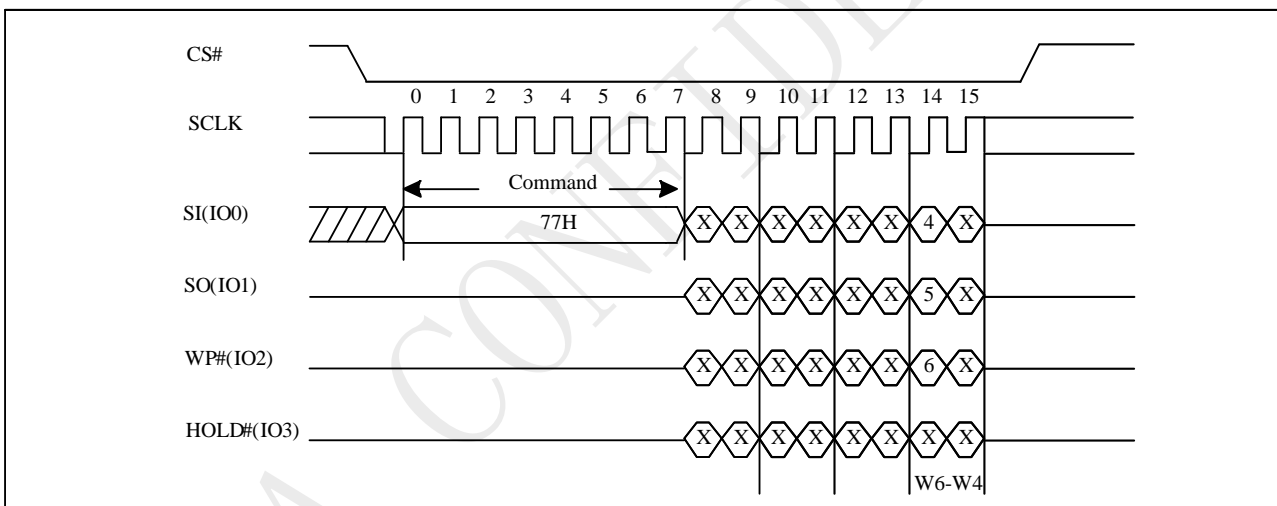 CS#
0 1 2 3 4 5 6 7 8 9 10 11 12 13 14 15
SCLK
Command
SI(IO0) 77H X X X X X X 4 X
SO(IO1) X X X X X X 5 X
WP#(IO2) X X X X X X 6 X
HOLD#(IO3) X X X X X X X X
W6-W4
CONFIDE
A